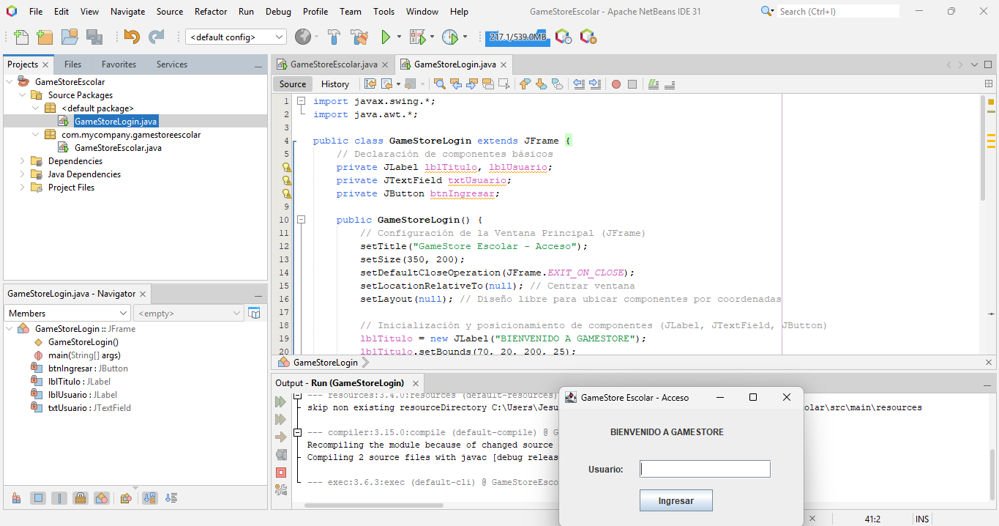 File Edit View Navigate Source Refactor Run Debug Profile Team Tools Window Help
GameStoreEscolar - Apache NetBeans IDE 31
Search (Ctrl+I)
<default config>
217.1/539.0MB
Projects Files Favorites Services
GameStoreEscolar
Source Packages
<default package>
GameStoreLogin.java
com.mycompany.gamestoreescolar
GameStoreEscolar.java
Dependencies
Java Dependencies
Project Files
GameStoreLogin.java - Navigator
Members <empty>
GameStoreLogin :: JFrame
GameStoreLogin()
main(String[] args)
btnIngresar : JButton
lblTitulo : JLabel
lblUsuario : JLabel
txtUsuario : JTextField
GameStoreEscolar.java GameStoreLogin.java
Source History
1 import javax.swing.*;
2 import java.awt.*;
3
4 public class GameStoreLogin extends JFrame {
5 // Declaración de componentes básicos
private JLabel lblTitulo, lblUsuario;
private JTextField txtUsuario;
private JButton btnIngresar;
9
10 public GameStoreLogin() {
11 // Configuración de la Ventana Principal (JFrame)
12 setTitle("GameStore Escolar - Acceso");
13 setSize(350, 200);
14 setDefaultCloseOperation(JFrame.EXIT_ON_CLOSE);
15 setLocationRelativeTo(null); // Centrar ventana
16 setLayout(null); // Diseño libre para ubicar componentes por coordenadas
17
18 // Inicialización y posicionamiento de componentes (JLabel, JTextField, JButton)
19 lblTitulo = new JLabel("BIENVENIDO A GAMESTORE");
20 lblTitulo.setBounds(70, 20, 200, 25);
GameStoreLogin
Output - Run (GameStoreLogin)
--- resources:3.4.0:resources (default-resources)
skip non existing resourceDirectory C:\Users\Jesu
olar\src\main\resources
--- compiler:3.15.0:compile (default-compile) @ G
Recompiling the module because of changed source
Compiling 2 source files with javac [debug releas
--- exec:3.6.3:exec (default-cli) @ GameStoreEsco
GameStore Escolar - Acceso
BIENVENIDO A GAMESTORE
Usuario:
Ingresar
41:2 INS